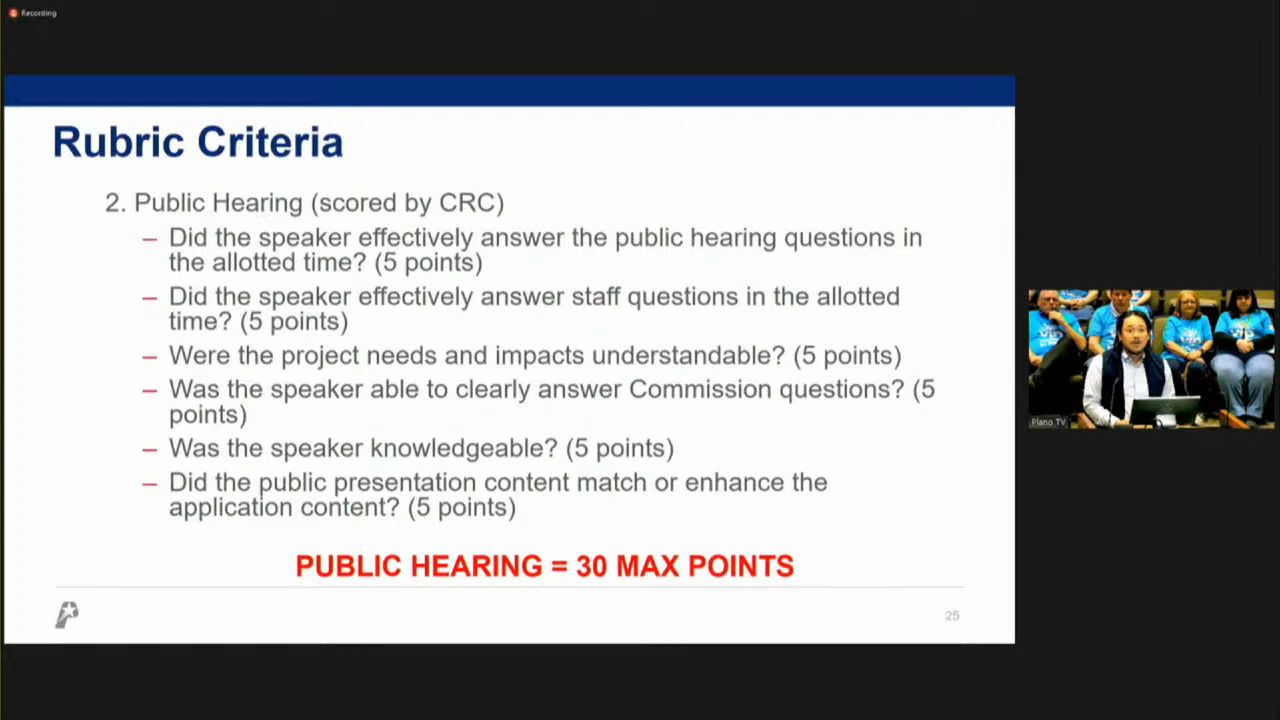 Recording
Rubric Criteria
2. Public Hearing (scored by CRC)
– Did the speaker effectively answer the public hearing questions in
the allotted time? (5 points)
– Did the speaker effectively answer staff questions in the allotted
time? (5 points)
– Were the project needs and impacts understandable? (5 points)
– Was the speaker able to clearly answer Commission questions? (5
points)
– Was the speaker knowledgeable? (5 points)
– Did the public presentation content match or enhance the
application content? (5 points)
PUBLIC HEARING = 30 MAX POINTS
25
Plano TV